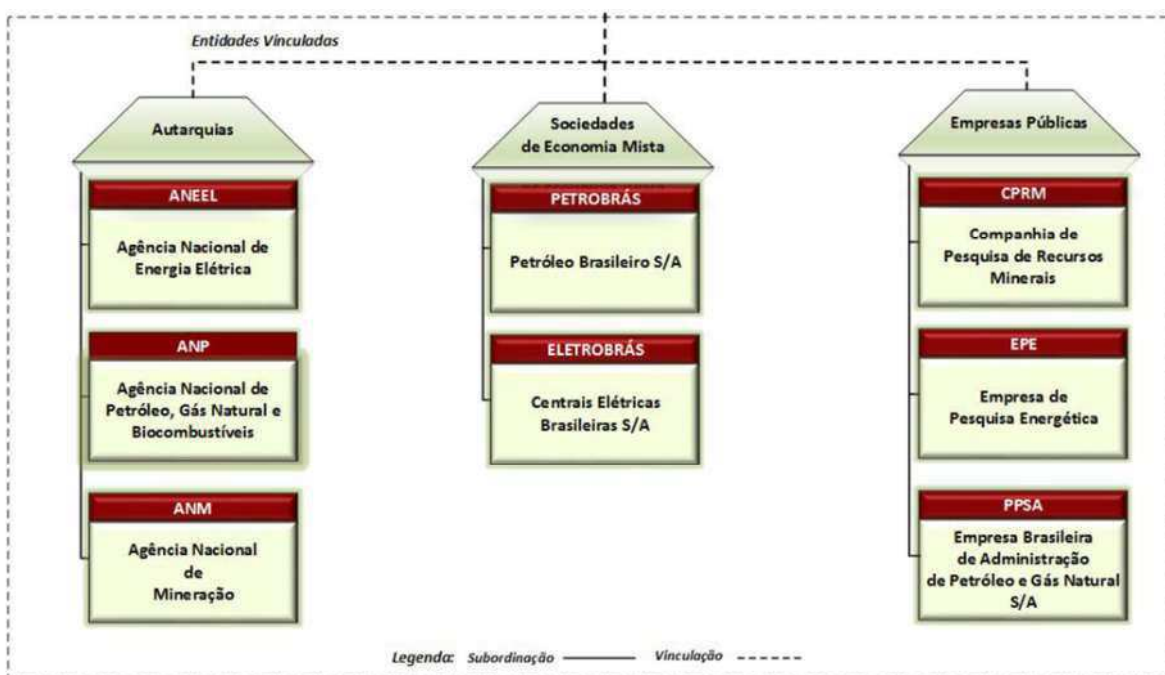 Entidades Vinculadas
Autarquias
ANEEL
Agência Nacional de
Energia Elétrica
ANP
Agência Nacional de
Petróleo, Gás Natural e
Biocombustíveis
ANM
Agência Nacional
de
Mineração
Sociedades
de Economia Mista
PETROBRÁS
Petróleo Brasileiro S/A
ELETROBRÁS
Centrais Elétricas
Brasileiras S/A
Empresas Públicas
CPRM
Companhia de
Pesquisa de Recursos
Minerais
EPE
Empresa de
Pesquisa Energética
PPSA
Empresa Brasileira
de Administração
de Petróleo e Gás Natural
S/A
Legenda: Subordinação Vinculação